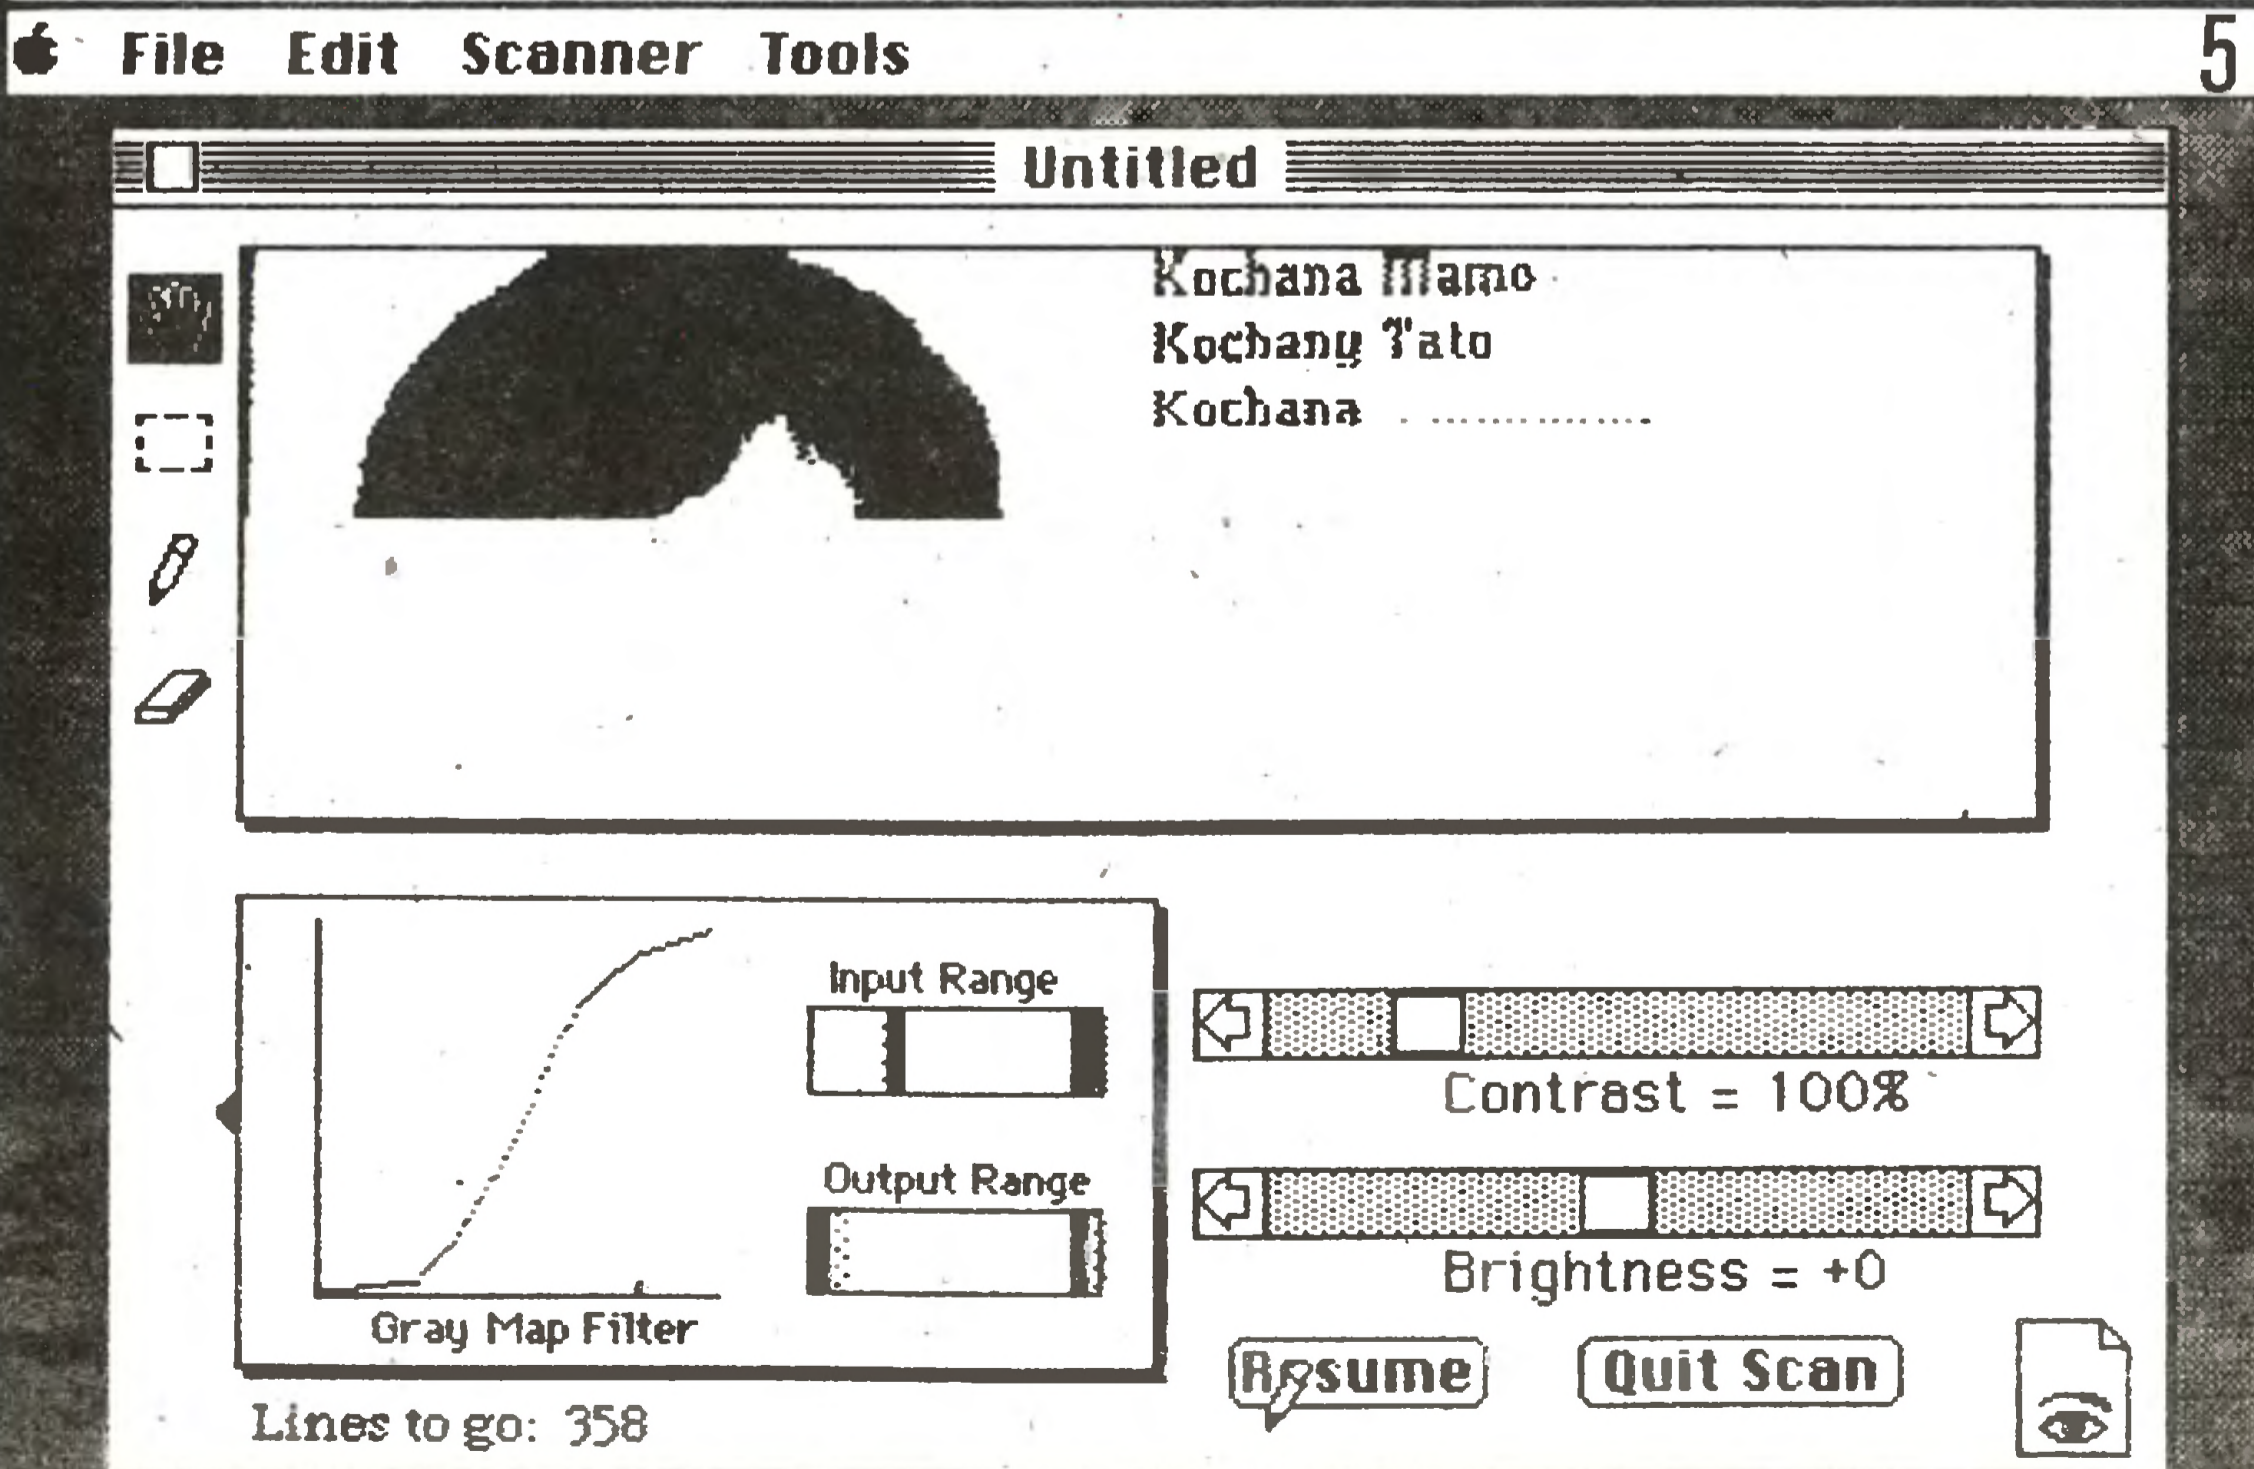 File Edit Scanner Tools
5
Untitled
Kochana Mamo
Kochany Tato
Kochana . ...............
Input Range
Output Range
Gray Map Filter
Contrast = 100%
Brightness = +0
Resume
Quit Scan
Lines to go: 358